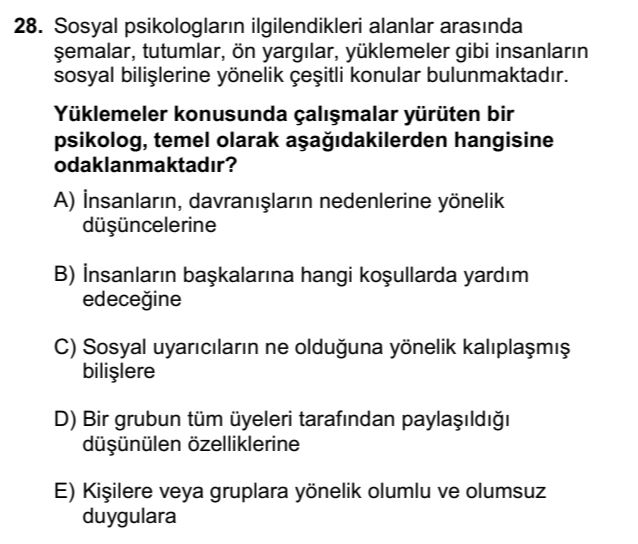 28. Sosyal psikologların ilgilendikleri alanlar arasında
şemalar, tutumlar, ön yargılar, yüklemeler gibi insanların
sosyal bilişlerine yönelik çeşitli konular bulunmaktadır.
Yüklemeler konusunda çalışmalar yürüten bir
psikolog, temel olarak aşağıdakilerden hangisine
odaklanmaktadır?
A) İnsanların, davranışların nedenlerine yönelik
düşüncelerine
B) İnsanların başkalarına hangi koşullarda yardım
edeceğine
C) Sosyal uyarıcıların ne olduğuna yönelik kalıplaşmış
bilişlere
D) Bir grubun tüm üyeleri tarafından paylaşıldığı
düşünülen özelliklerine
E) Kişilere veya gruplara yönelik olumlu ve olumsuz
duygulara